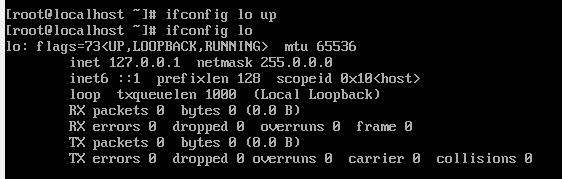 [root@localhost ~]# ifconfig lo up
[root@localhost ~]# ifconfig lo
lo: flags=73<UP,LOOPBACK,RUNNING>  mtu 65536
        inet 127.0.0.1  netmask 255.0.0.0
        inet6 ::1  prefixlen 128  scopeid 0x10<host>
        loop  txqueuelen 1000  (Local Loopback)
        RX packets 0  bytes 0 (0.0 B)
        RX errors 0  dropped 0  overruns 0  frame 0
        TX packets 0  bytes 0 (0.0 B)
        TX errors 0  dropped 0 overruns 0  carrier 0  collisions 0